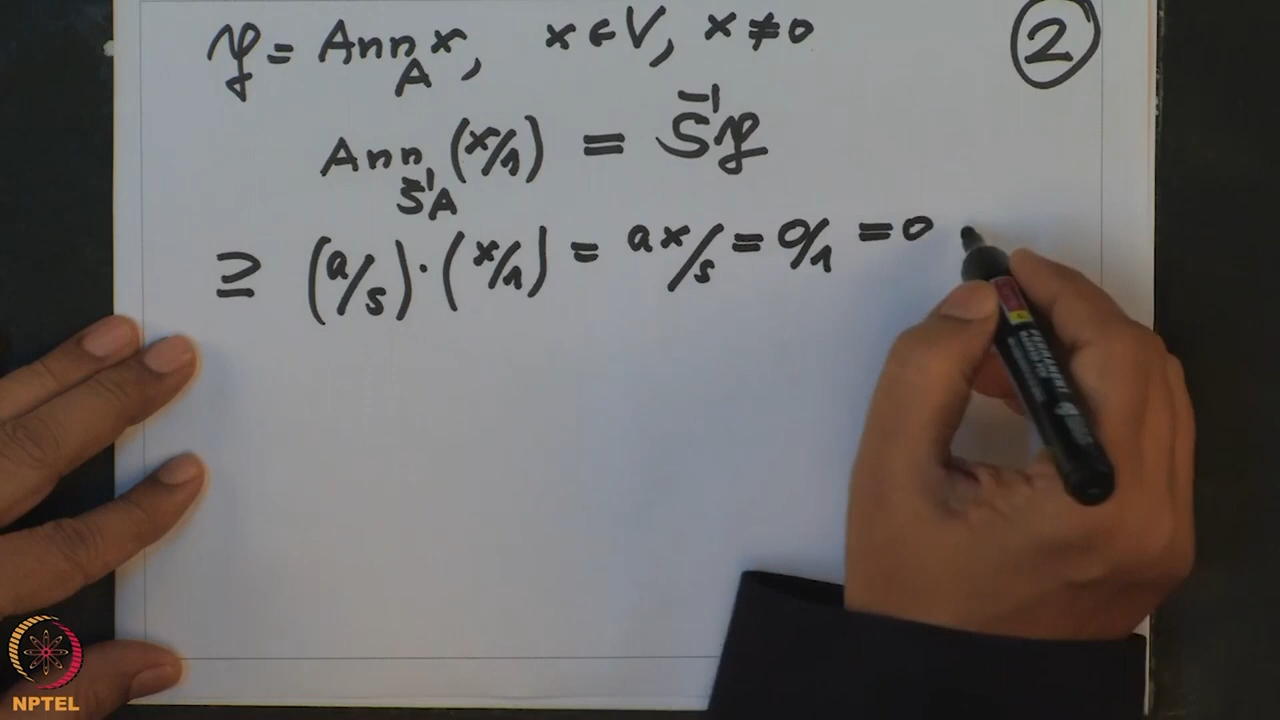 𝔭 = Ann_A x, x ∈ V, x ≠ 0
②
Ann_{S⁻¹A} (x/1) = S⁻¹𝔭
⊇ (a/s)·(x/1) = ax/s = 0/1 = 0
NPTEL